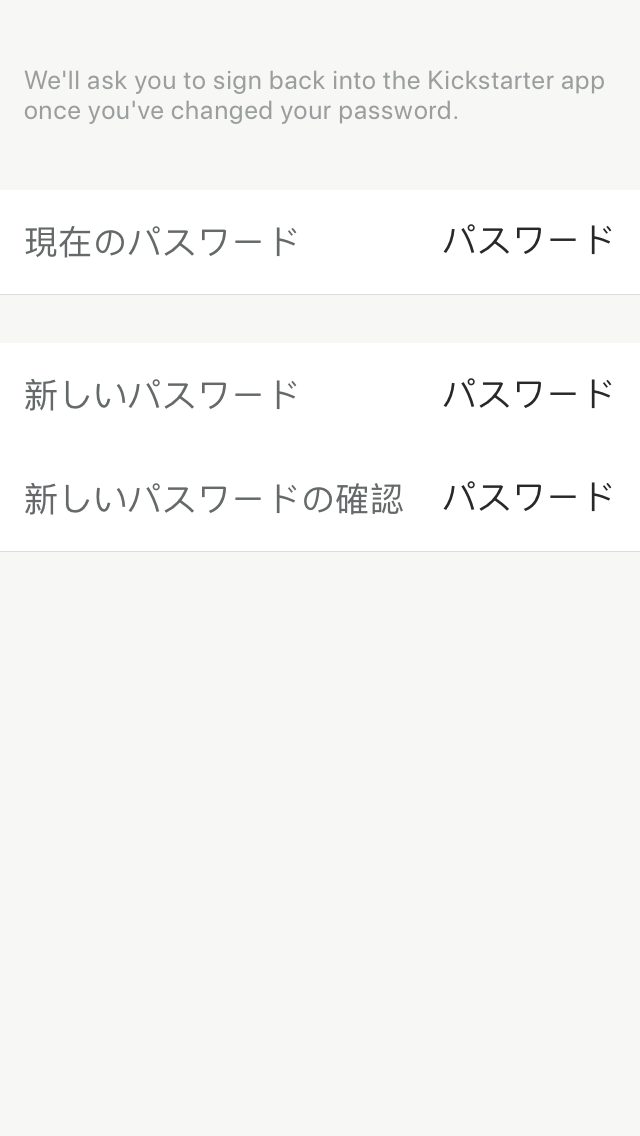 We'll ask you to sign back into the Kickstarter app
once you've changed your password.
現在のパスワード パスワード
新しいパスワード パスワード
新しいパスワードの確認 パスワード